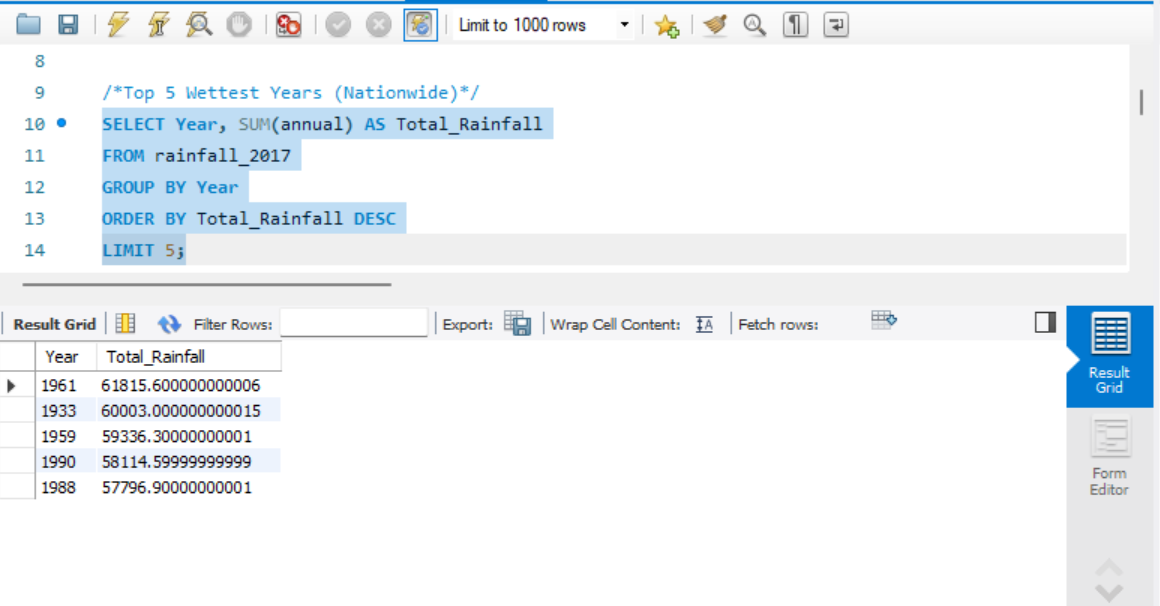 Limit to 1000 rows
8
9 /*Top 5 Wettest Years (Nationwide)*/
10 SELECT Year, SUM(annual) AS Total_Rainfall
11 FROM rainfall_2017
12 GROUP BY Year
13 ORDER BY Total_Rainfall DESC
14 LIMIT 5;
Result Grid Filter Rows: Export: Wrap Cell Content: IA Fetch rows:
Year Total_Rainfall
1961 61815.600000000006
1933 60003.000000000015
1959 59336.30000000001
1990 58114.59999999999
1988 57796.90000000001
Result
Grid
Form
Editor